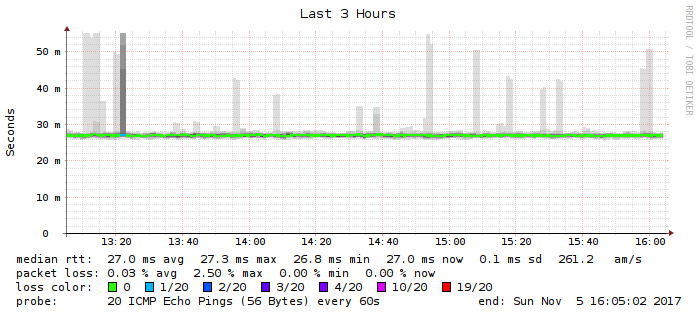 Last 3 Hours
RRDTOOL / TOBI OETIKER
Seconds
50 m
40 m
30 m
20 m
10 m
0
13:20 13:40 14:00 14:20 14:40 15:00 15:20 15:40 16:00
median rtt: 27.0 ms avg 27.3 ms max 26.8 ms min 27.0 ms now 0.1 ms sd 261.2 am/s
packet loss: 0.03 % avg 2.50 % max 0.00 % min 0.00 % now
loss color: 0 1/20 2/20 3/20 4/20 10/20 19/20
probe: 20 ICMP Echo Pings (56 Bytes) every 60s end: Sun Nov 5 16:05:02 2017